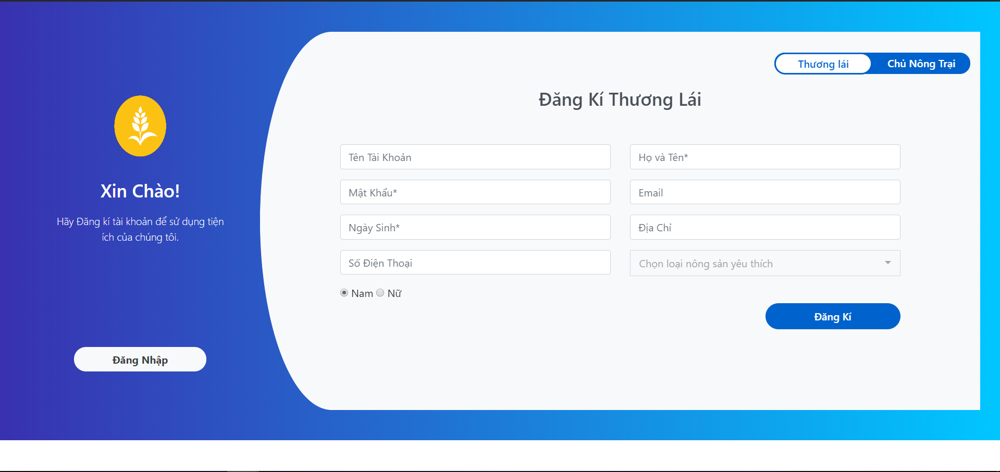 Thương lái
Chủ Nông Trại
Đăng Kí Thương Lái
Xin Chào!
Hãy Đăng kí tài khoản để sử dụng tiện
ích của chúng tôi.
Đăng Nhập
Tên Tài Khoản
Họ và Tên*
Mật Khẩu*
Email
Ngày Sinh*
Địa Chỉ
Số Điện Thoại
Chọn loại nông sản yêu thích
Nam Nữ
Đăng Kí